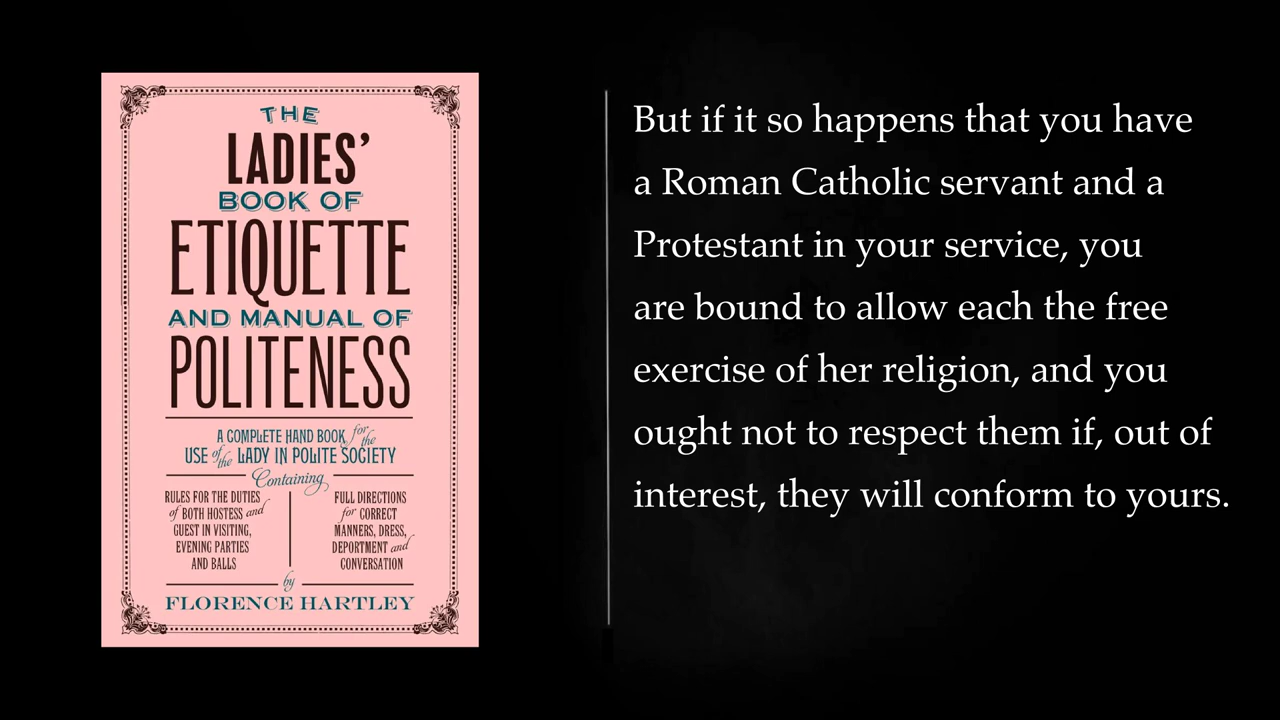 THE
LADIES'
BOOK OF
ETIQUETTE
AND MANUAL OF
POLITENESS
A COMPLETE HAND BOOK for the
USE of the LADY IN POLITE SOCIETY
Containing
RULES FOR THE DUTIES
of BOTH HOSTESS and
GUEST IN VISITING,
EVENING PARTIES
AND BALLS
FULL DIRECTIONS
for CORRECT
MANNERS, DRESS,
DEPORTMENT and
CONVERSATION
by
FLORENCE HARTLEY
But if it so happens that you have
a Roman Catholic servant and a
Protestant in your service, you
are bound to allow each the free
exercise of her religion, and you
ought not to respect them if, out of
interest, they will conform to yours.